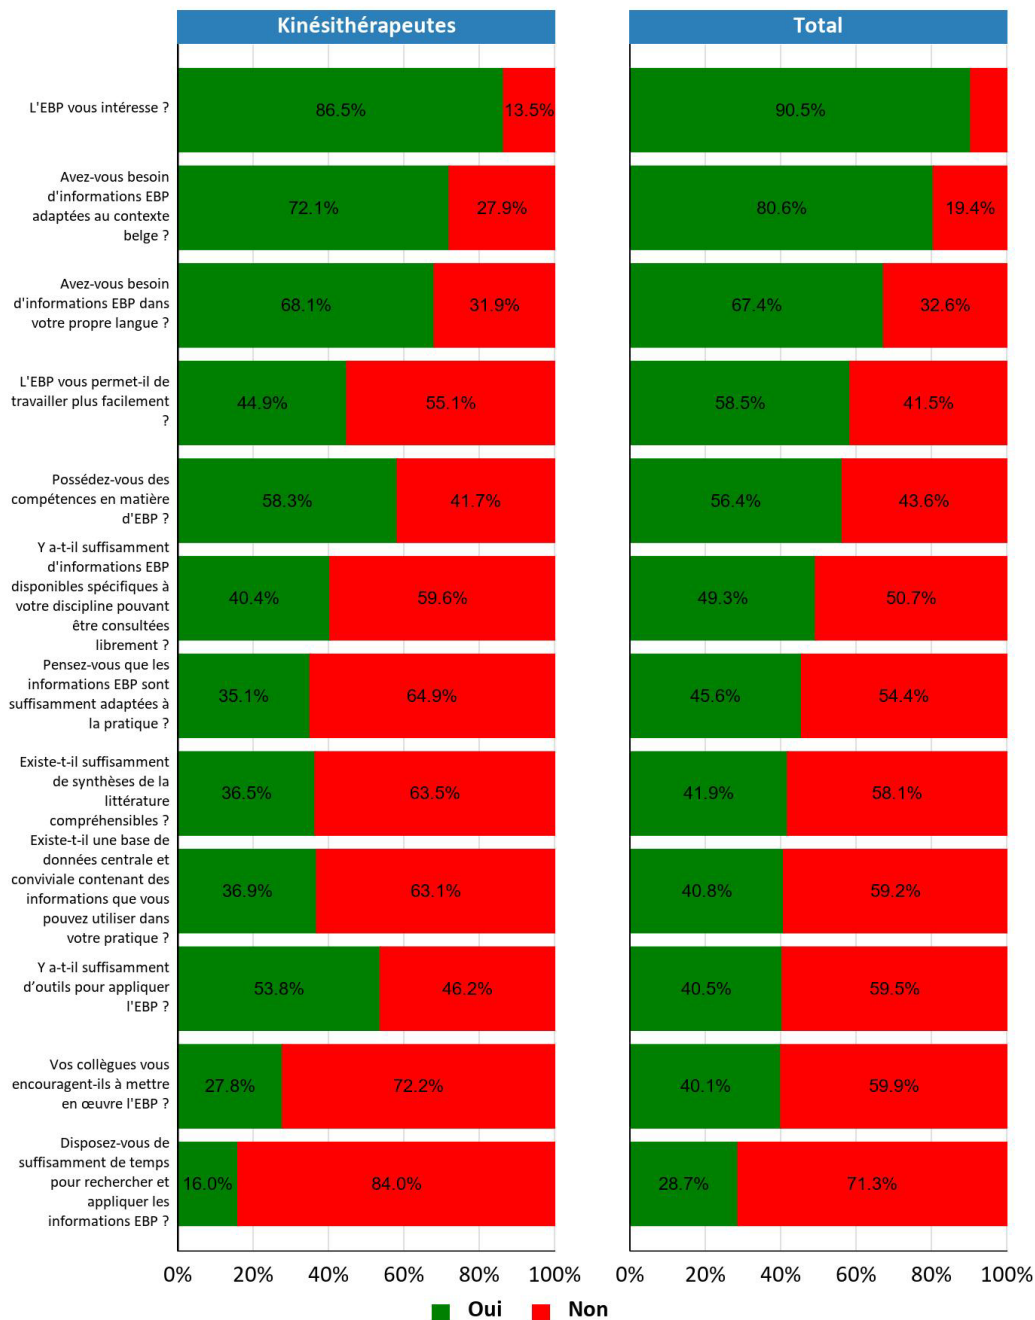 Kinésithérapeutes
Total
L'EBP vous intéresse ?
86.5%
13.5%
90.5%
Avez-vous besoin
d'informations EBP
adaptées au contexte
belge ?
72.1%
27.9%
80.6%
19.4%
Avez-vous besoin
d'informations EBP dans
votre propre langue ?
68.1%
31.9%
67.4%
32.6%
L'EBP vous permet-il de
travailler plus facilement
?
44.9%
55.1%
58.5%
41.5%
Possédez-vous des
compétences en matière
d'EBP ?
58.3%
41.7%
56.4%
43.6%
Y a-t-il suffisamment
d'informations EBP
disponibles spécifiques à
votre discipline pouvant
être consultées
librement ?
40.4%
59.6%
49.3%
50.7%
Pensez-vous que les
informations EBP sont
suffisamment adaptées à
la pratique ?
35.1%
64.9%
45.6%
54.4%
Existe-t-il suffisamment
de synthèses de la
littérature
compréhensibles ?
36.5%
63.5%
41.9%
58.1%
Existe-t-il une base de
données centrale et
conviviale contenant des
informations que vous
pouvez utiliser dans
votre pratique ?
36.9%
63.1%
40.8%
59.2%
Y a-t-il suffisamment
d’outils pour appliquer
l'EBP ?
53.8%
46.2%
40.5%
59.5%
Vos collègues vous
encouragent-ils à mettre
en œuvre l'EBP ?
27.8%
72.2%
40.1%
59.9%
Disposez-vous de
suffisamment de temps
pour rechercher et
appliquer les
informations EBP ?
16.0%
84.0%
28.7%
71.3%
0% 20% 40% 60% 80% 100%
0% 20% 40% 60% 80% 100%
Oui Non